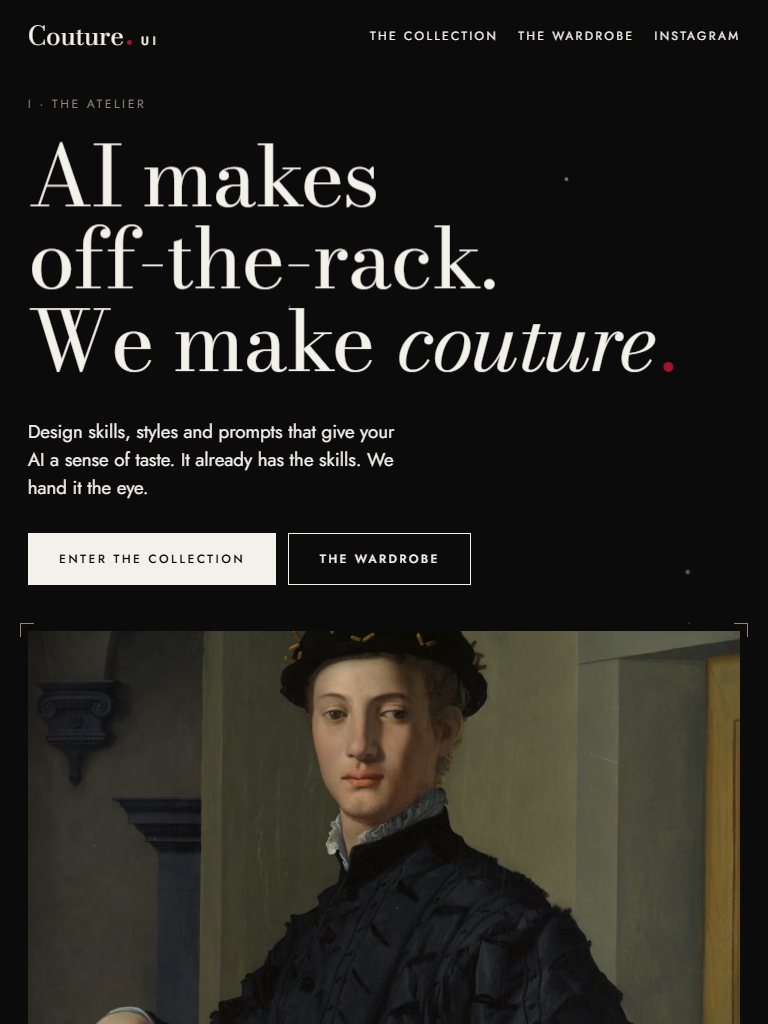 Couture. UI
THE COLLECTION THE WARDROBE INSTAGRAM
I · THE ATELIER
AI makes
off-the-rack.
We make couture.
Design skills, styles and prompts that give your
AI a sense of taste. It already has the skills. We
hand it the eye.
ENTER THE COLLECTION
THE WARDROBE